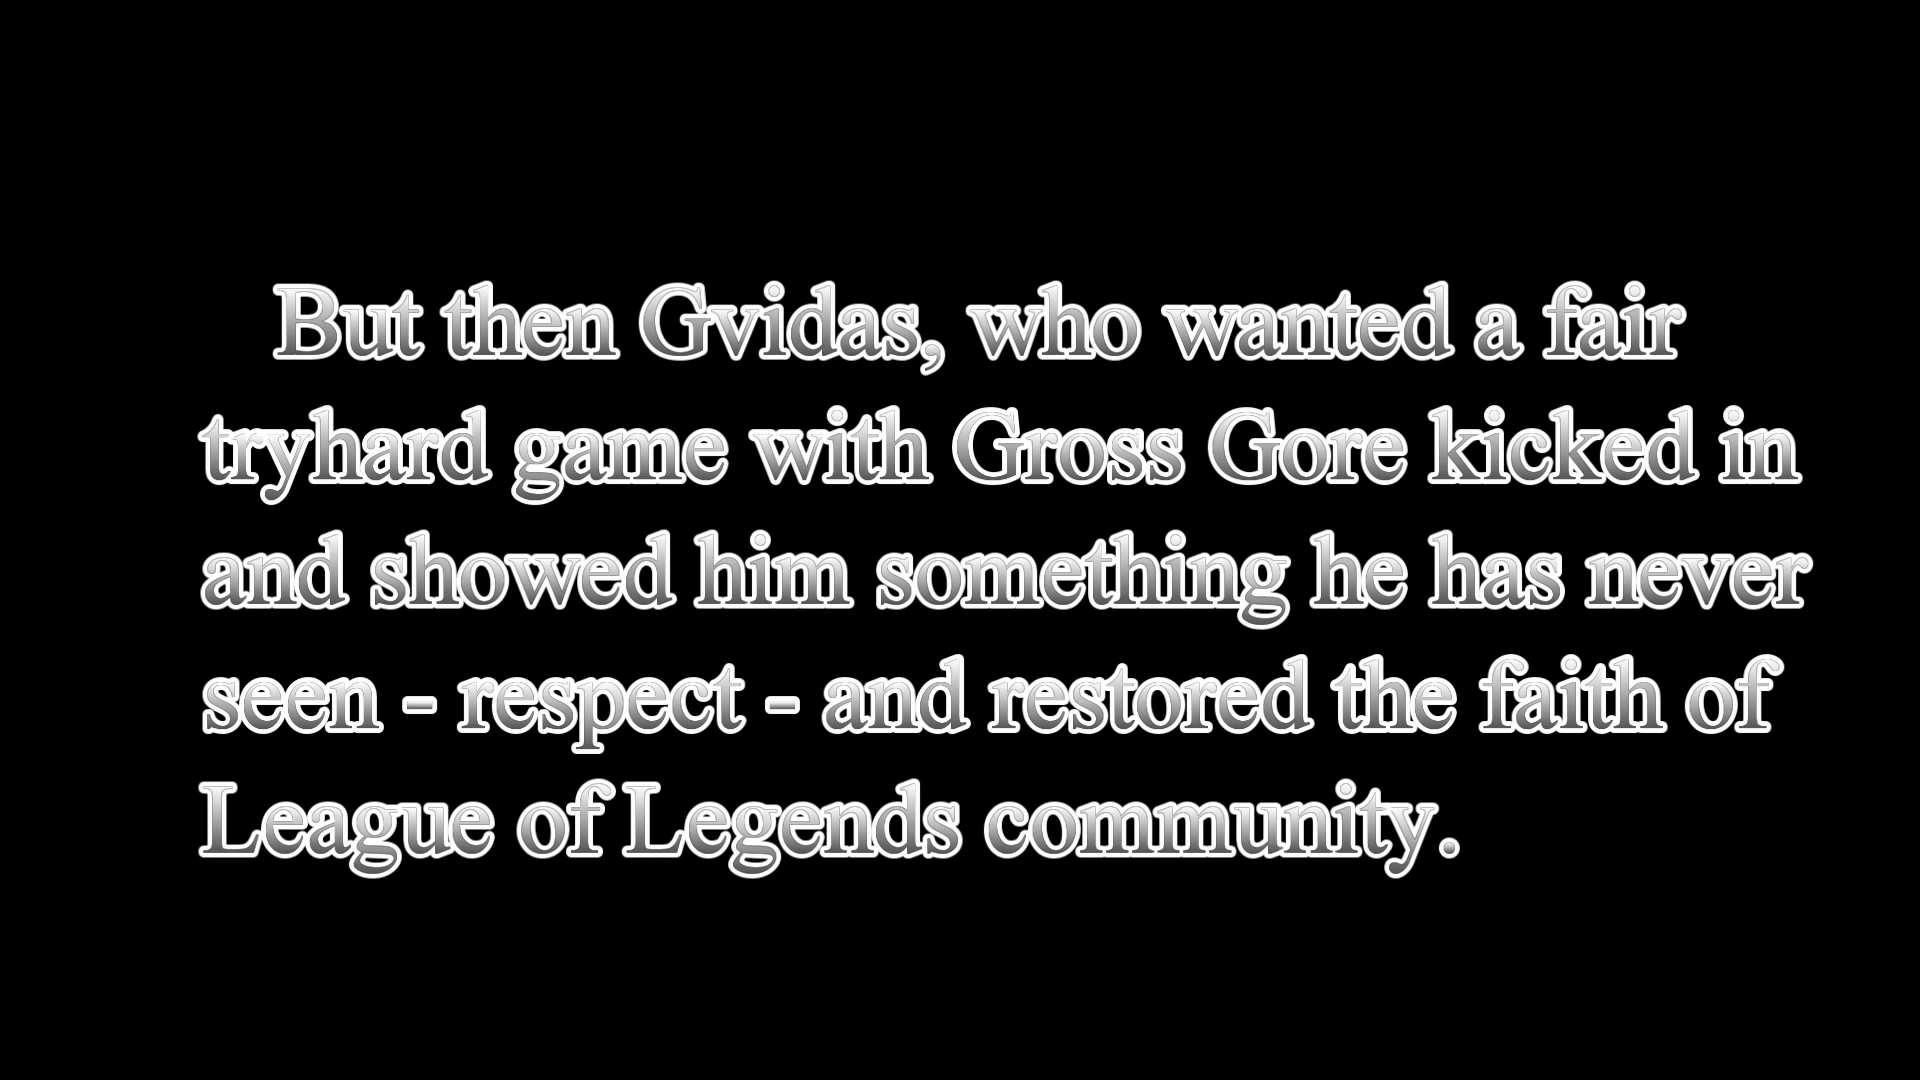 But then Gvidas, who wanted a fair
tryhard game with Gross Gore kicked in
and showed him something he has never
seen - respect - and restored the faith of
League of Legends community.